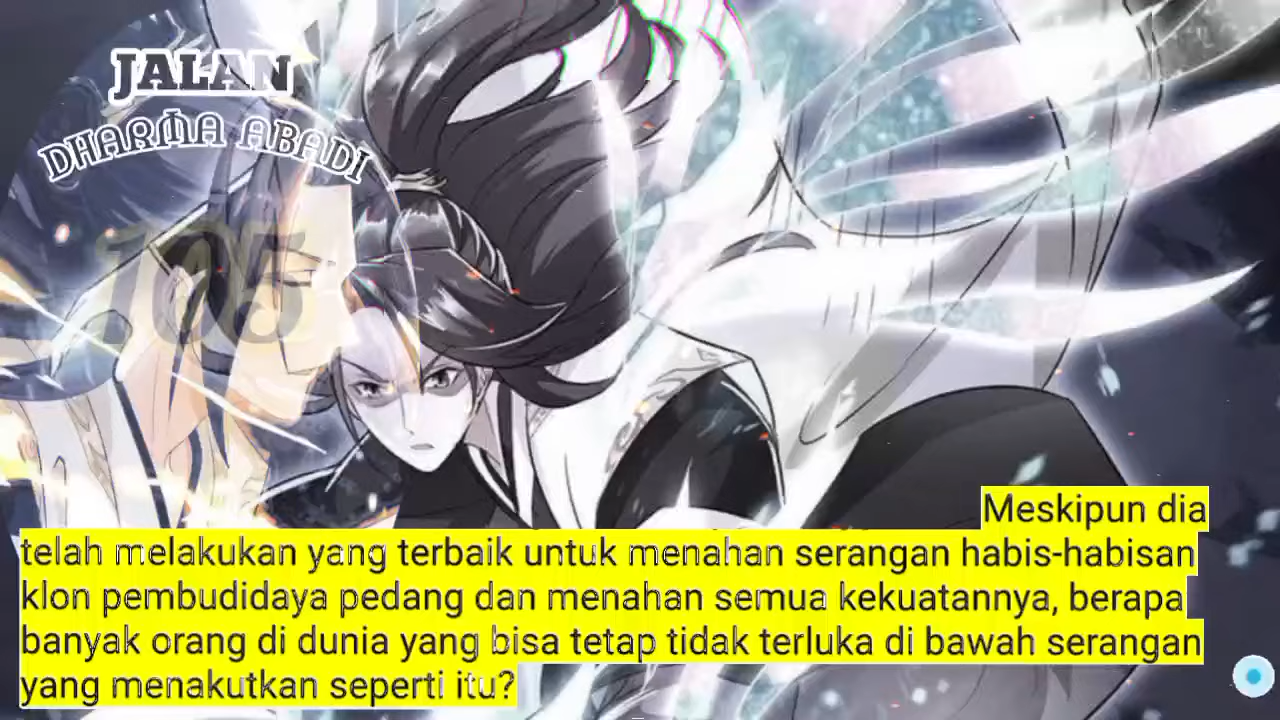 JALAN
DHARMA ABADI
105
Meskipun dia
telah melakukan yang terbaik untuk menahan serangan habis-habisan
klon pembudidaya pedang dan menahan semua kekuatannya, berapa
banyak orang di dunia yang bisa tetap tidak terluka di bawah serangan
yang menakutkan seperti itu?